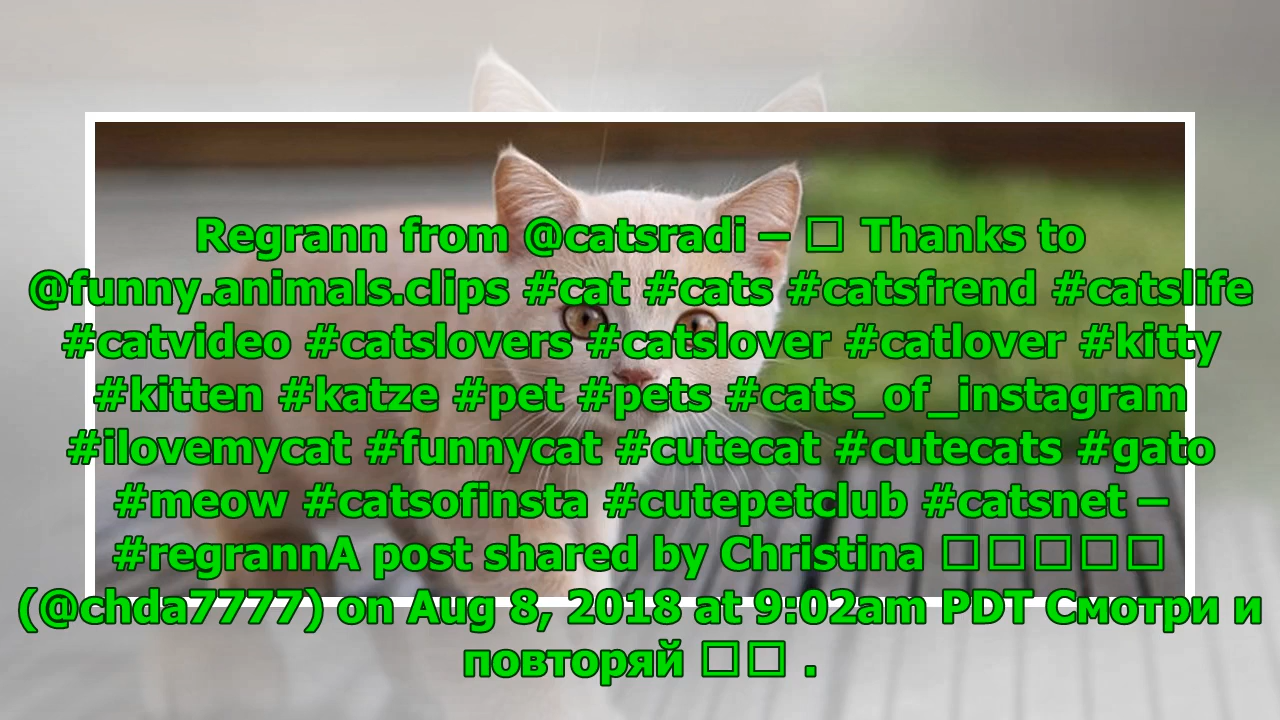 Regrann from @catsradi – □ Thanks to
@funny.animals.clips #cat #cats #catsfrend #catslife
#catvideo #catslovers #catslover #catlover #kitty
#kitten #katze #pet #pets #cats_of_instagram
#ilovemycat #funnycat #cutecat #cutecats #gato
#meow #catsofinsta #cutepetclub #catsnet –
#regrannA post shared by Christina □□□□□
(@chda7777) on Aug 8, 2018 at 9:02am PDT Смотри и
повторяй □□ .